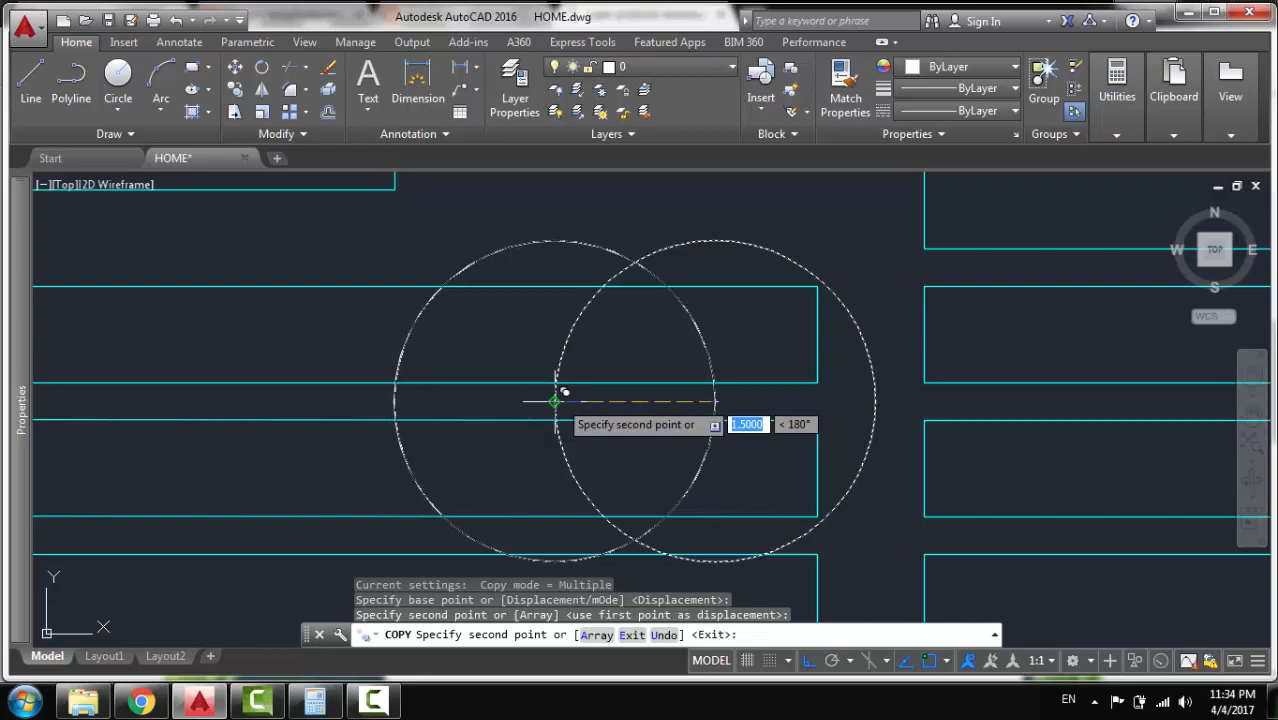 Autodesk AutoCAD 2016 HOME.dwg
Type a keyword or phrase
Sign In
Home Insert Annotate Parametric View Manage Output Add-ins A360 Express Tools Featured Apps BIM 360 Performance
0
ByLayer
ByLayer
ByLayer
Line Polyline Circle Arc Text Dimension Layer Properties Insert Match Properties Group Utilities Clipboard View
Draw Modify Annotation Layers Block Properties Groups
Start HOME*
[−][Top][2D Wireframe]
N
W TOP E
S
WCS
Properties
Specify second point or 1.5000 < 180°
Y
X
Current settings: Copy mode = Multiple
Specify base point or [Displacement/mOde] <Displacement>:
Specify second point or [Array] <use first point as displacement>:
COPY Specify second point or [Array Exit Undo] <Exit>:
Model Layout1 Layout2
MODEL 1:1
EN
11:34 PM
4/4/2017